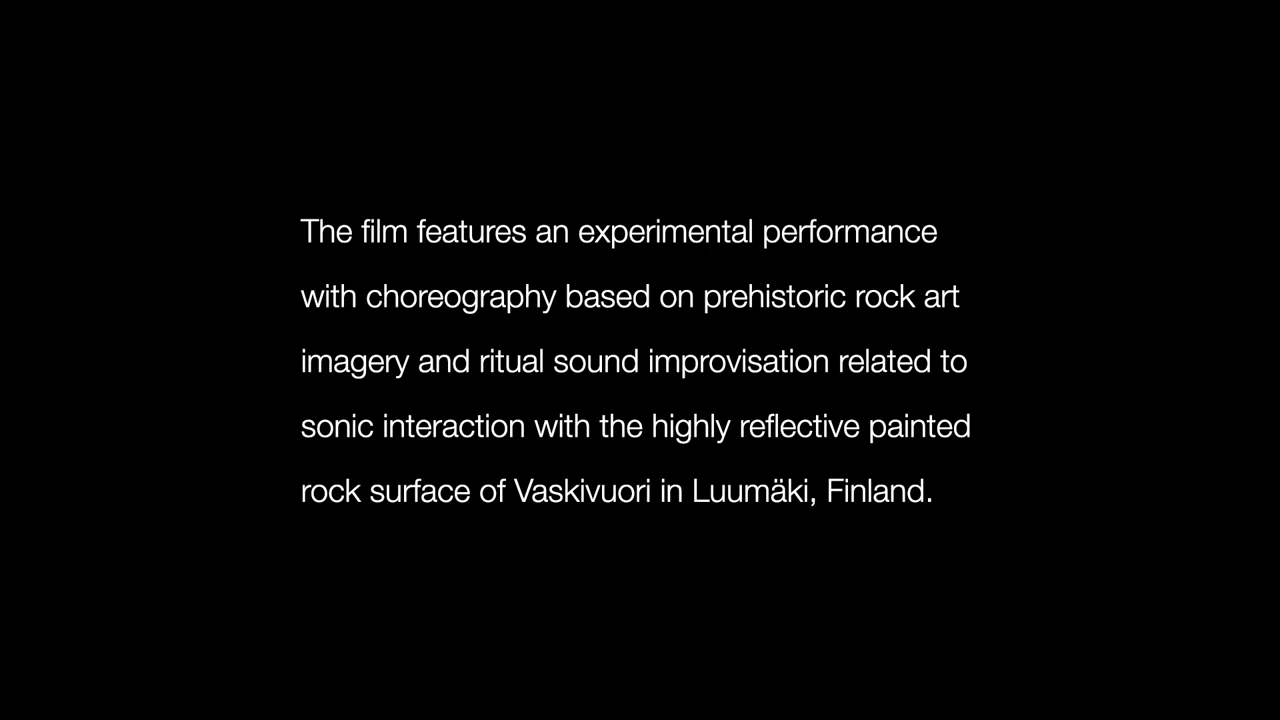 The film features an experimental performance
with choreography based on prehistoric rock art
imagery and ritual sound improvisation related to
sonic interaction with the highly reflective painted
rock surface of Vaskivuori in Luumäki, Finland.